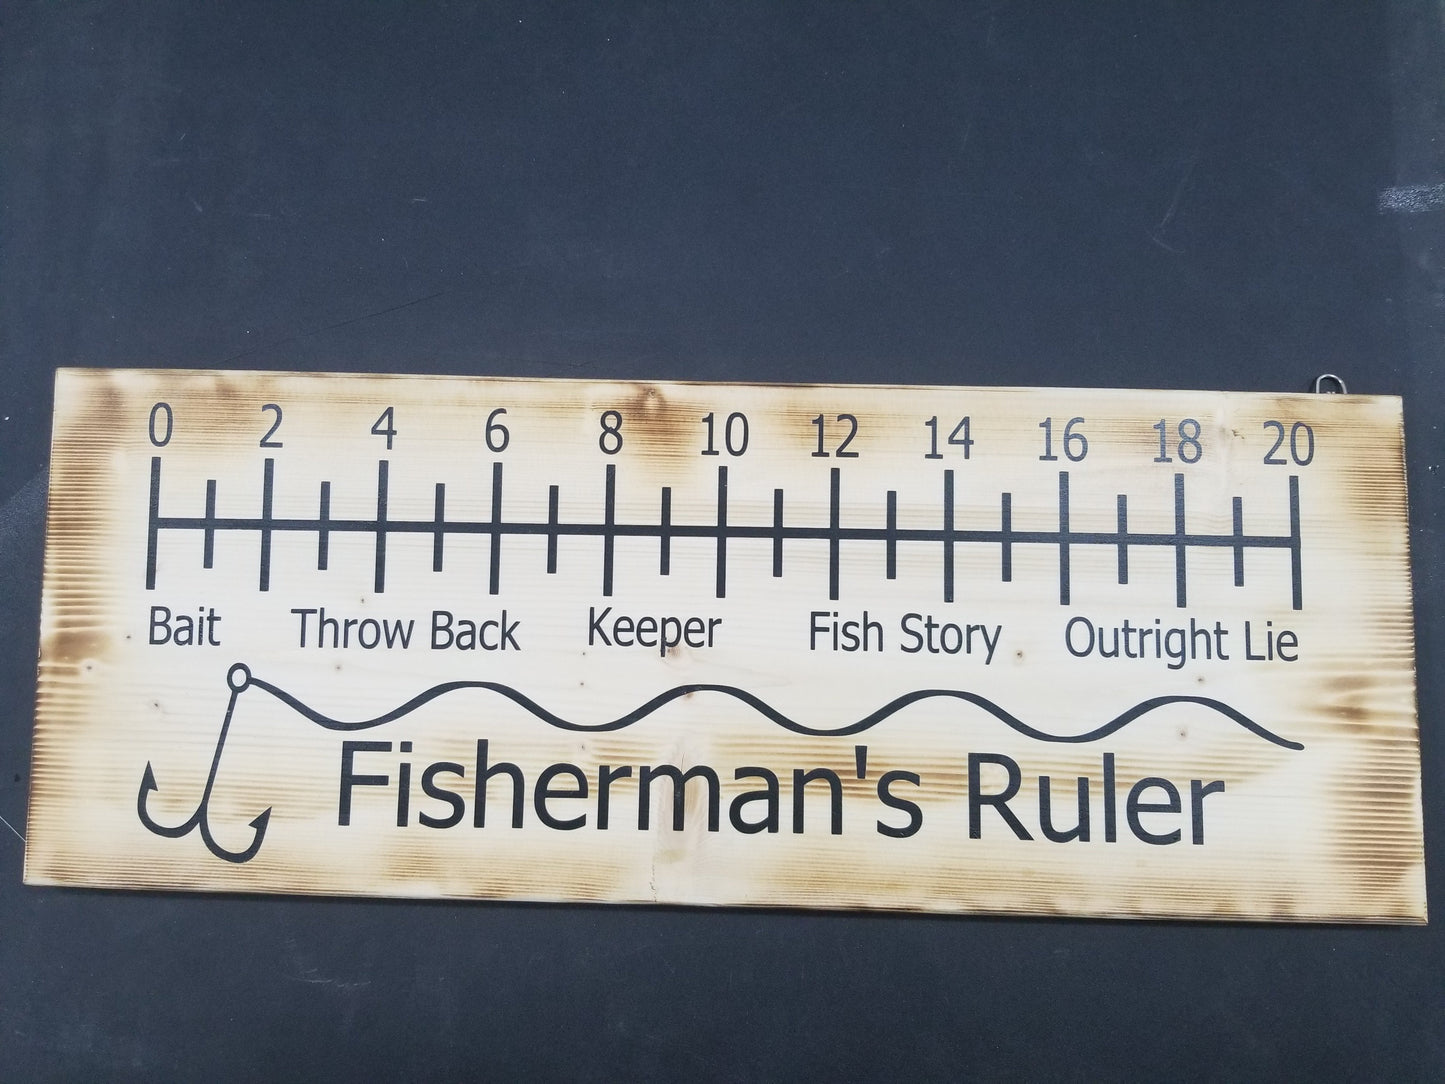 0 2 4 6 8 10 12 14 16 18 20
Bait Throw Back Keeper Fish Story Outright Lie
Fisherman's Ruler